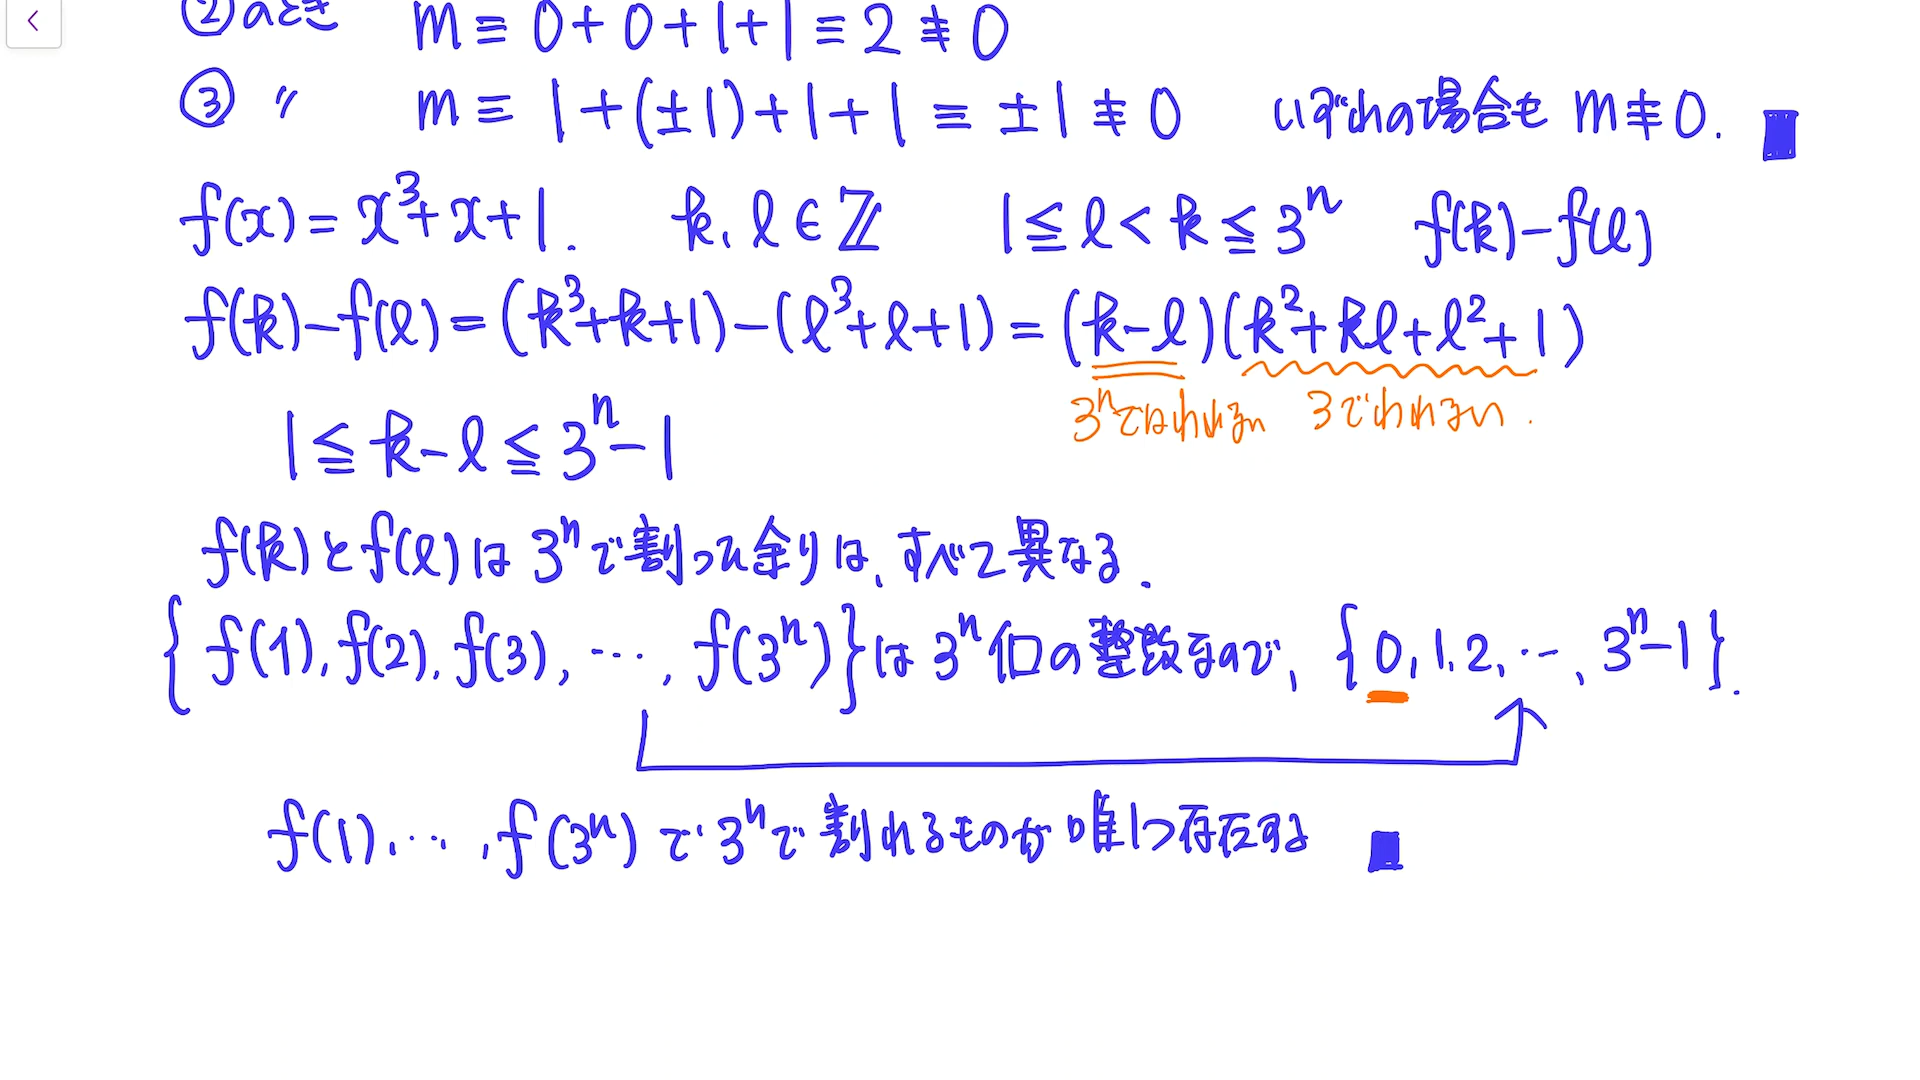 ②のとき m ≡ 0+0+1+1 ≡ 2 ≢ 0
③ 〃 m ≡ 1+(±1)+1+1 ≡ ±1 ≢ 0 いずれの場合も m≢0.
f(x)=x³+x+1. k, l ∈ ℤ 1≦l<k≦3ⁿ f(k)-f(l)
f(k)-f(l)=(k³+k+1)-(l³+l+1)=(k-l)(k²+kl+l²+1)
3ⁿではわれない 3でわれない.
1≦k-l≦3ⁿ-1
f(k)とf(l)は3ⁿで割った余りは、すべて異なる.
{f(1), f(2), f(3), …, f(3ⁿ)}は3ⁿ個の整数なので, {0, 1, 2, …, 3ⁿ-1}.
f(1), …, f(3ⁿ)で3ⁿで割れるものが唯1つ存在する